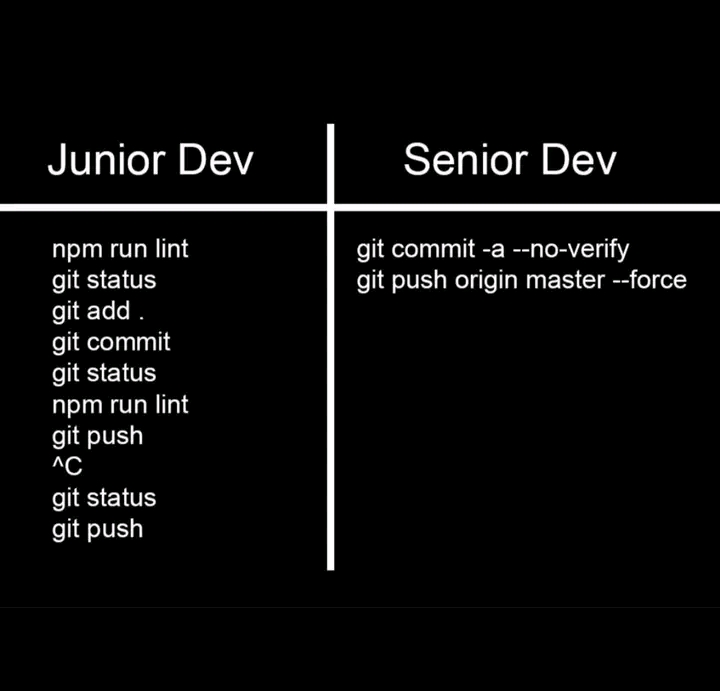 Junior Dev
Senior Dev
npm run lint
git status
git add .
git commit
git status
npm run lint
git push
^C
git status
git push
git commit -a --no-verify
git push origin master --force